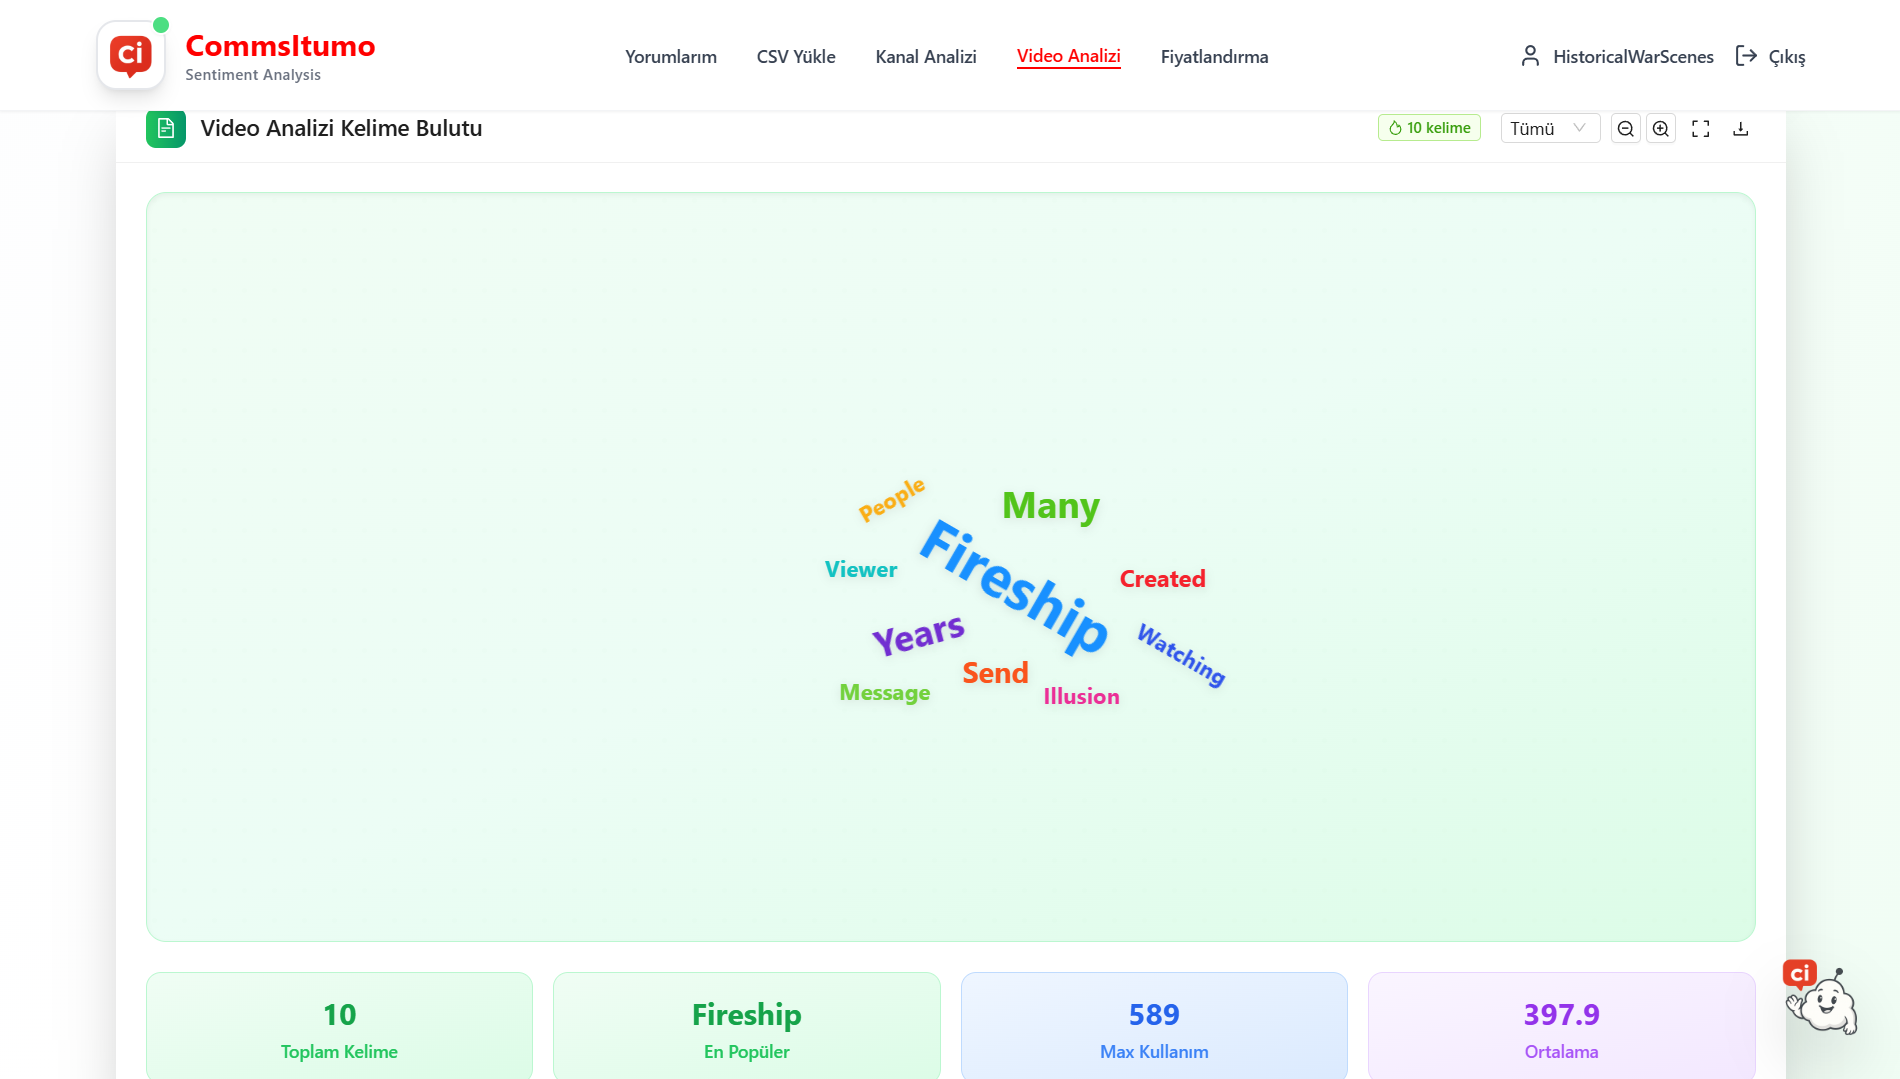 ci
CommsItumo
Sentiment Analysis
Yorumlarım
CSV Yükle
Kanal Analizi
Video Analizi
Fiyatlandırma
HistoricalWarScenes
Çıkış
Video Analizi Kelime Bulutu
10 kelime
Tümü
People
Many
Fireship
Viewer
Created
Years
Watching
Send
Message
Illusion
10
Toplam Kelime
Fireship
En Popüler
589
Max Kullanım
397.9
Ortalama
ci